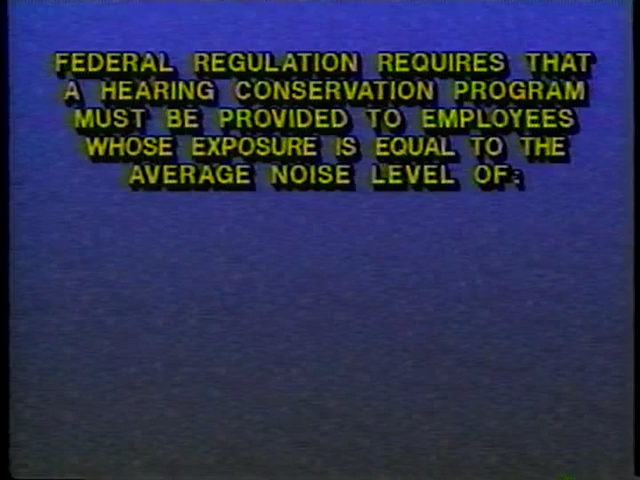 FEDERAL REGULATION REQUIRES THAT
A HEARING CONSERVATION PROGRAM
MUST BE PROVIDED TO EMPLOYEES
WHOSE EXPOSURE IS EQUAL TO THE
AVERAGE NOISE LEVEL OF: